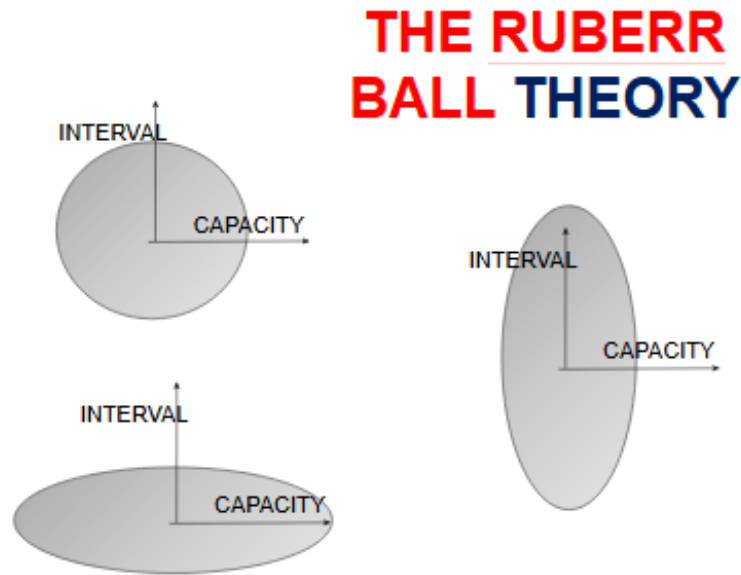 THE RUBERR
BALL THEORY
INTERVAL
CAPACITY
INTERVAL
CAPACITY
INTERVAL
CAPACITY